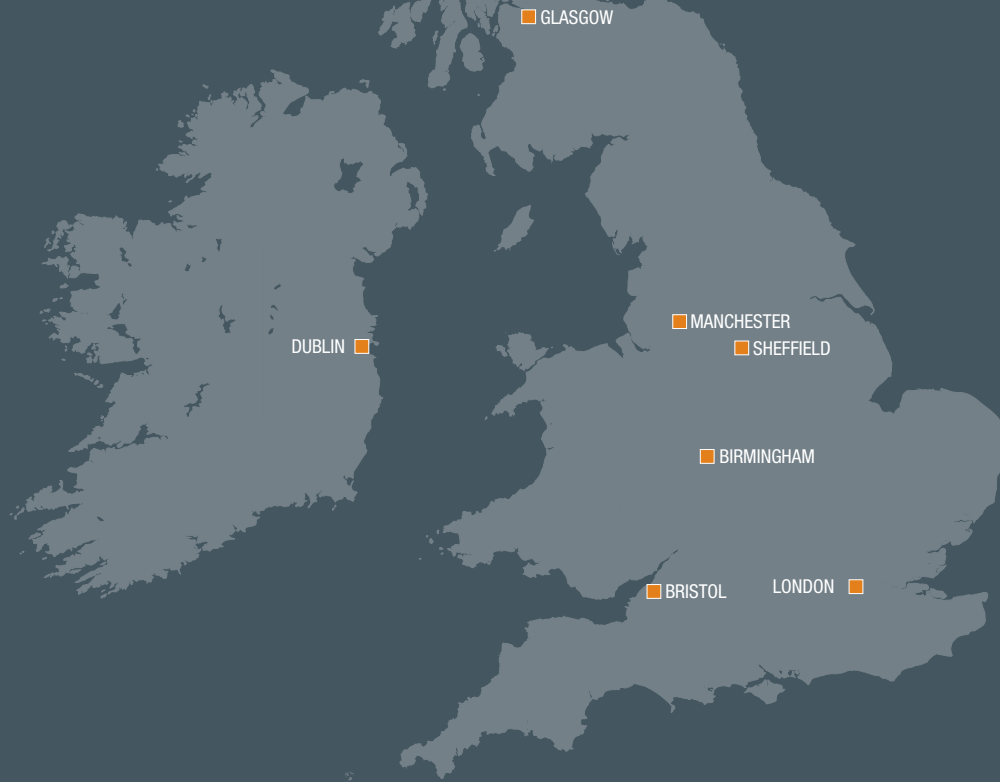 GLASGOW
MANCHESTER
DUBLIN
SHEFFIELD
BIRMINGHAM
LONDON
BRISTOL